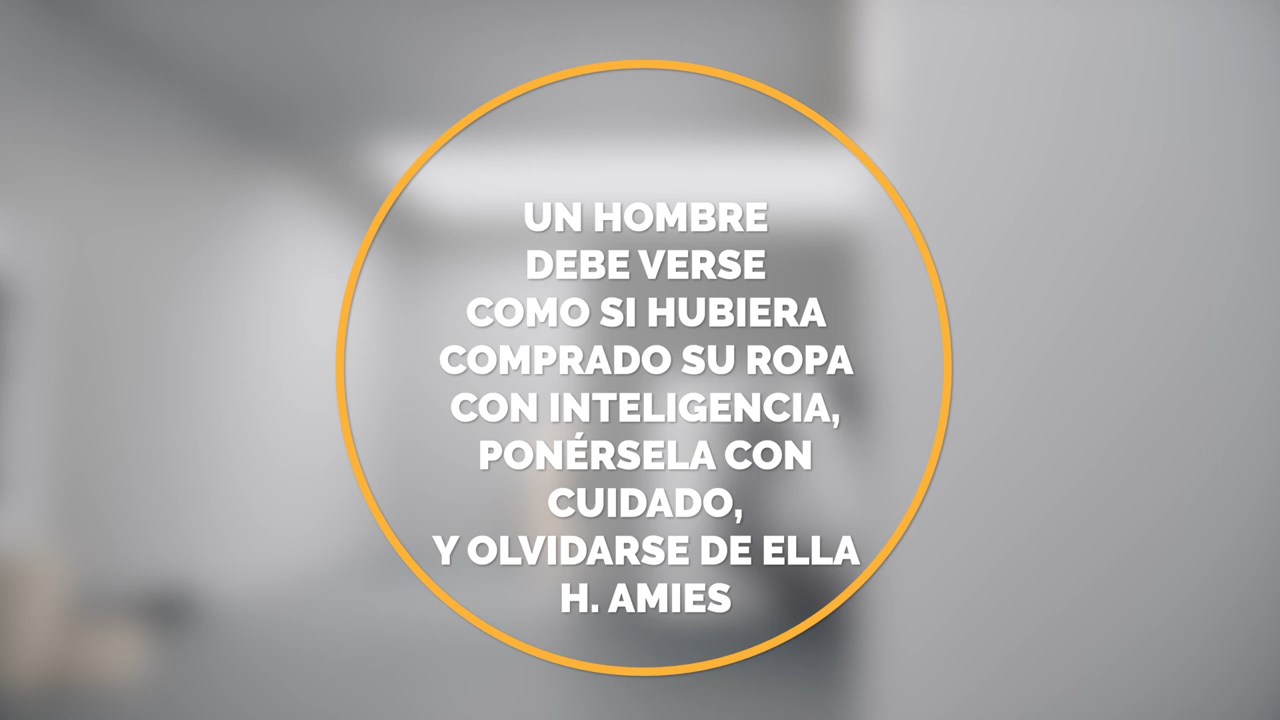 UN HOMBRE
DEBE VERSE
COMO SI HUBIERA
COMPRADO SU ROPA
CON INTELIGENCIA,
PONÉRSELA CON
CUIDADO,
Y OLVIDARSE DE ELLA
H. AMIES